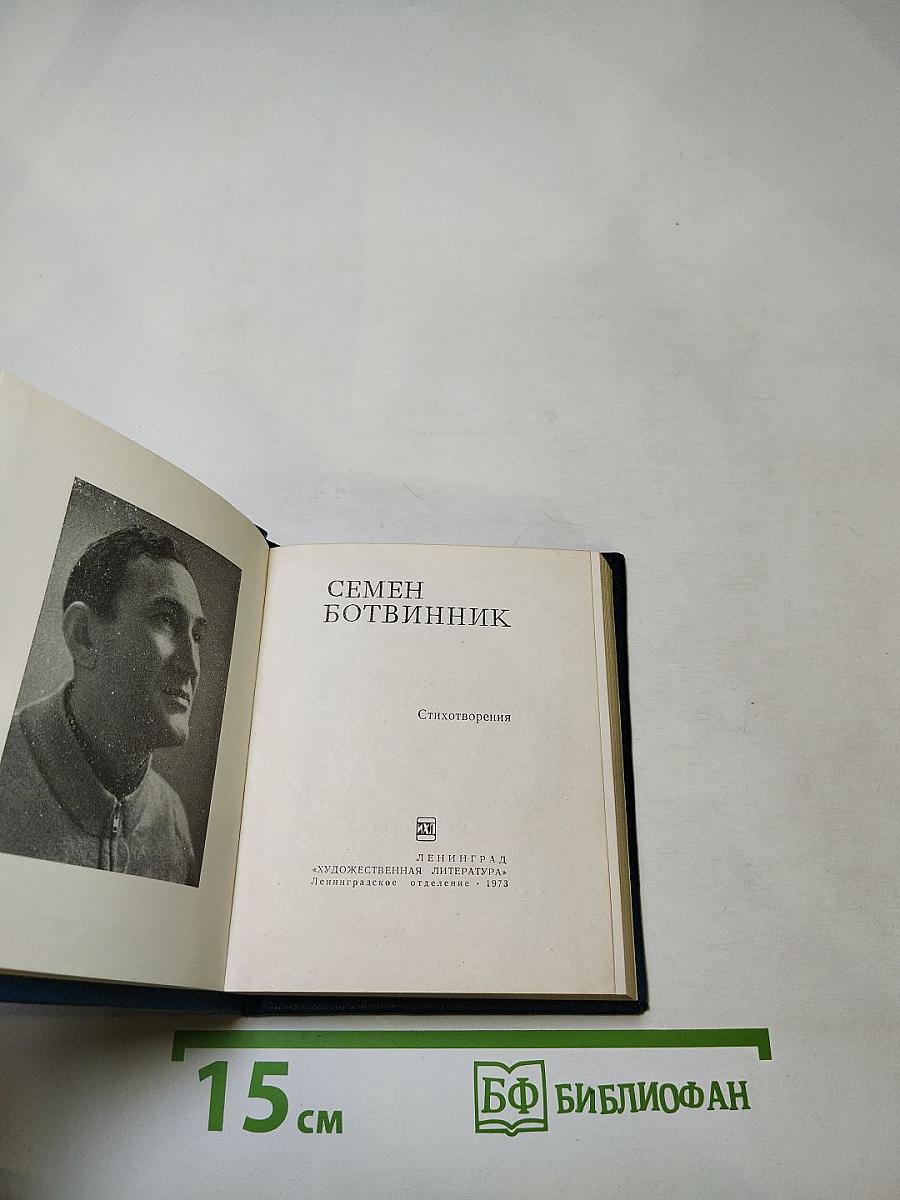 СЕМЕН
БОТВИННИК
Стихотворения
ЛЕНИНГРАД
«ХУДОЖЕСТВЕННАЯ ЛИТЕРАТУРА»
Ленинградское отделение · 1973
15 см
БФ БИБЛИОФАН